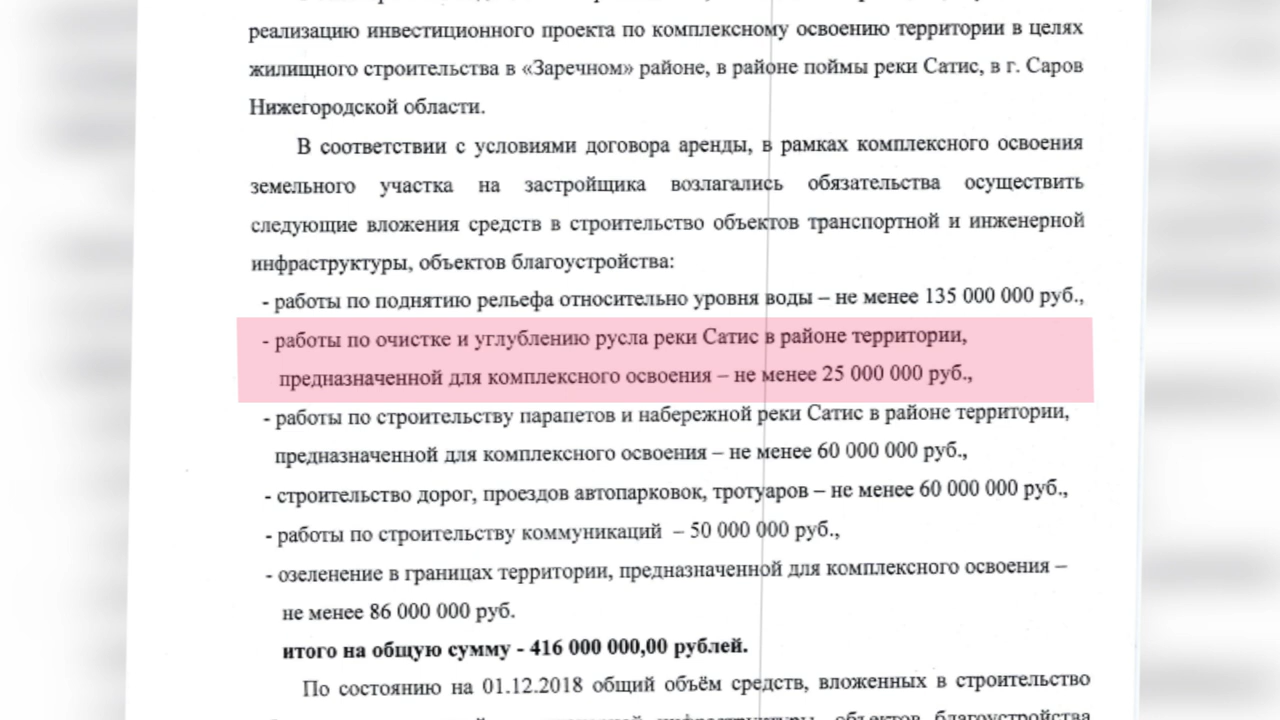 реализацию инвестиционного проекта по комплексному освоению территории в целях
жилищного строительства в «Заречном» районе, в районе поймы реки Сатис, в г. Саров
Нижегородской области.
В соответствии с условиями договора аренды, в рамках комплексного освоения
земельного участка на застройщика возлагались обязательства осуществить
следующие вложения средств в строительство объектов транспортной и инженерной
инфраструктуры, объектов благоустройства:
- работы по поднятию рельефа относительно уровня воды – не менее 135 000 000 руб.,
- работы по очистке и углублению русла реки Сатис в районе территории,
предназначенной для комплексного освоения – не менее 25 000 000 руб.,
- работы по строительству парапетов и набережной реки Сатис в районе территории,
предназначенной для комплексного освоения – не менее 60 000 000 руб.,
- строительство дорог, проездов автопарковок, тротуаров – не менее 60 000 000 руб.,
- работы по строительству коммуникаций – 50 000 000 руб.,
- озеленение в границах территории, предназначенной для комплексного освоения –
не менее 86 000 000 руб.
итого на общую сумму - 416 000 000,00 рублей.
По состоянию на 01.12.2018 общий объём средств, вложенных в строительство
объектов благоустройства